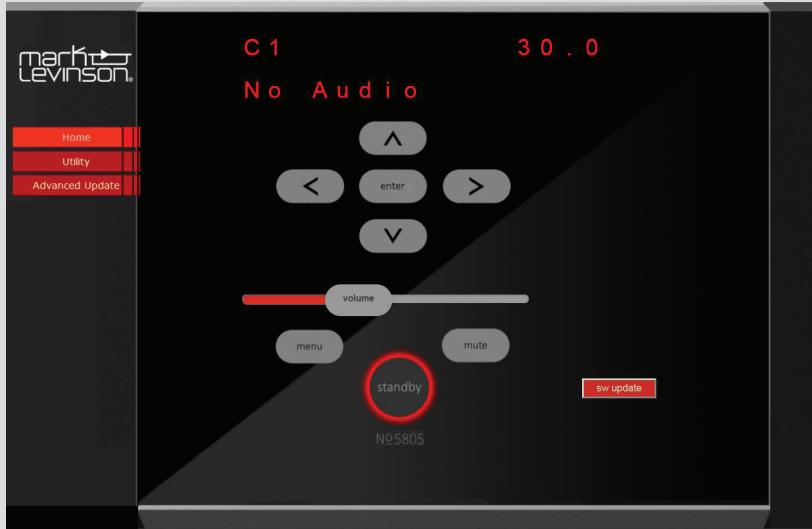 mark
Levinson®
C1 30.0
No Audio
Home
Utility
Advanced Update
enter
volume
menu
mute
standby
sw update
Nº5805